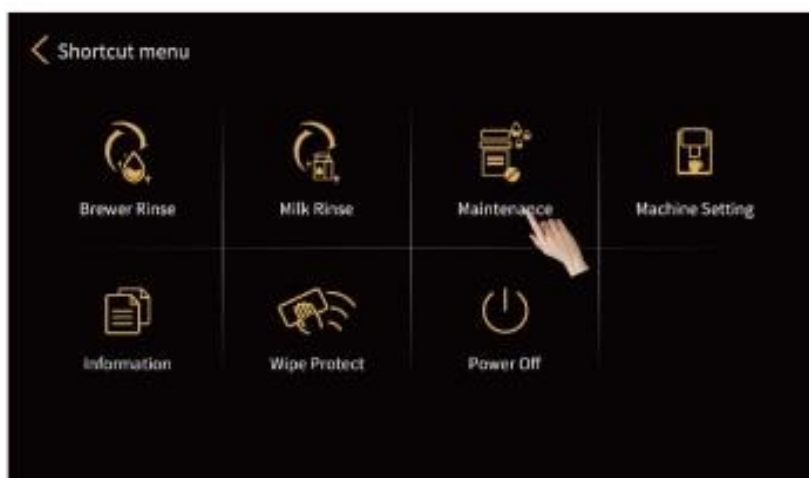 Shortcut menu
Brewer Rinse
Milk Rinse
Maintenance
Machine Setting
Information
Wipe Protect
Power Off